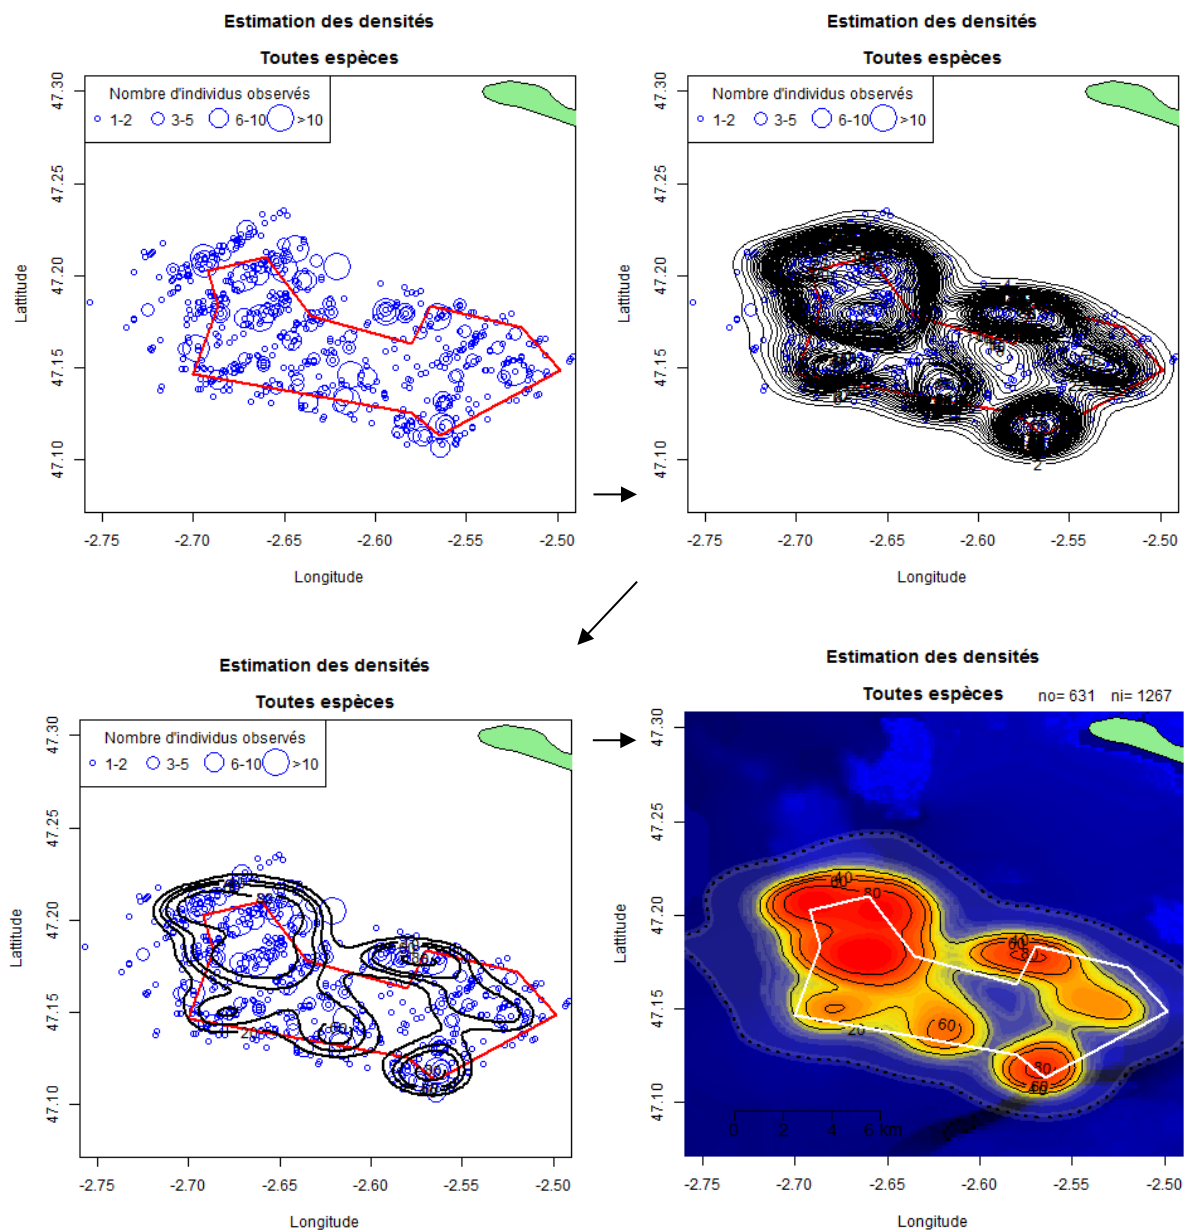 Estimation des densités
Toutes espèces
Nombre d'individus observés
1-2 3-5 6-10 >10
47.30
47.25
47.20
47.15
47.10
Lattitude
-2.75 -2.70 -2.65 -2.60 -2.55 -2.50
Longitude
Estimation des densités
Toutes espèces
Nombre d'individus observés
1-2 3-5 6-10 >10
47.30
47.25
47.20
47.15
47.10
Lattitude
2
-2.75 -2.70 -2.65 -2.60 -2.55 -2.50
Longitude
Estimation des densités
Toutes espèces
Nombre d'individus observés
1-2 3-5 6-10 >10
47.30
47.25
47.20
47.15
47.10
Lattitude
-2.75 -2.70 -2.65 -2.60 -2.55 -2.50
Longitude
Estimation des densités
Toutes espèces no= 631 ni= 1267
47.30
47.25
47.20
47.15
47.10
Lattitude
40
60 80
40
60
20 60
80
60
0 2 4 6 km
-2.75 -2.70 -2.65 -2.60 -2.55 -2.50
Longitude